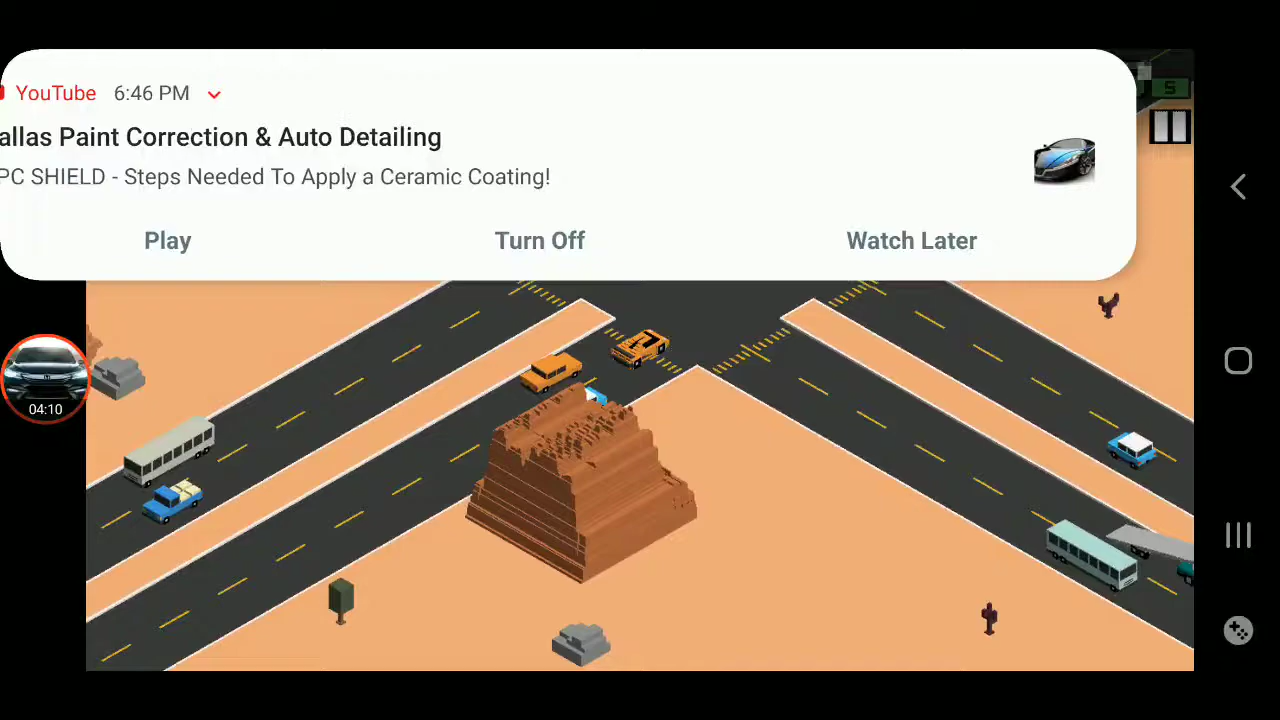 YouTube 6:46 PM
allas Paint Correction & Auto Detailing
PC SHIELD - Steps Needed To Apply a Ceramic Coating!
Play Turn Off Watch Later
5
04:10